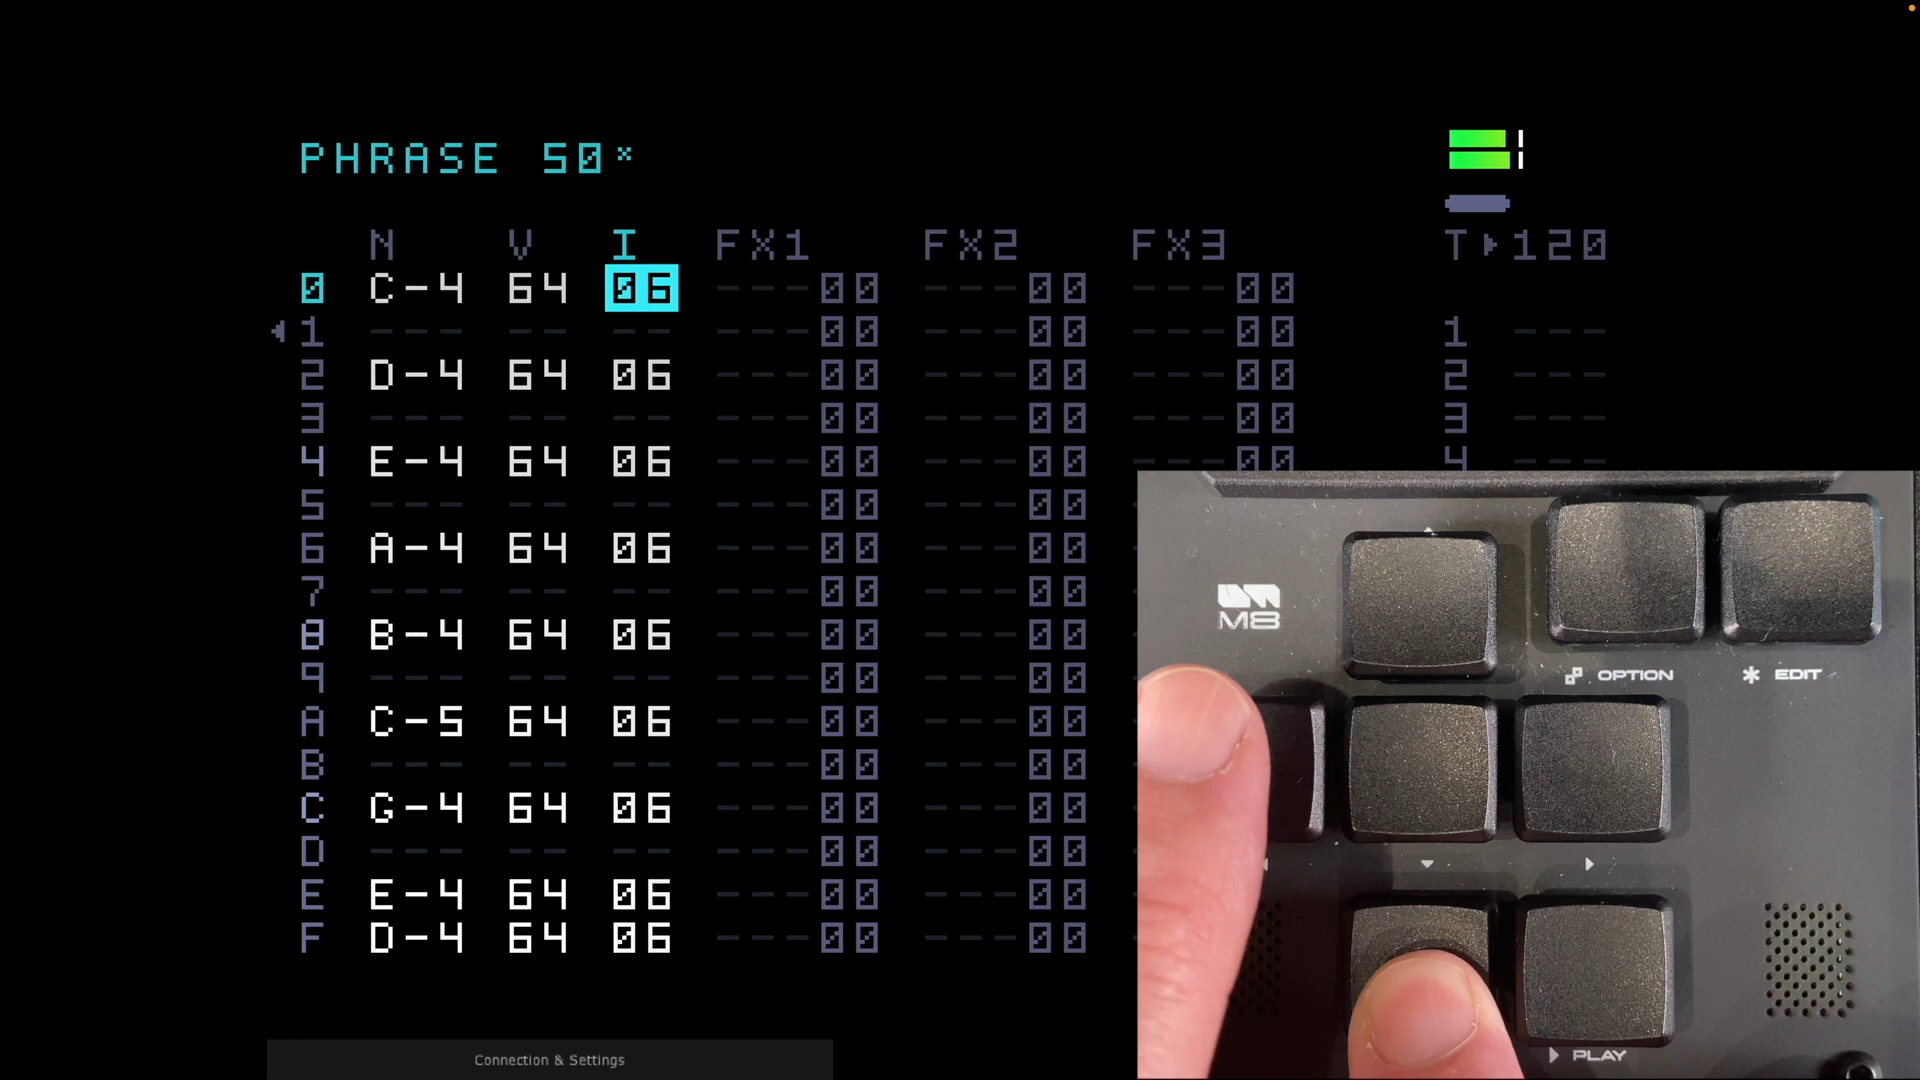 PHRASE 50*
N V I FX1 FX2 FX3 T▸120
0 C-4 64 06 ---00 ---00 ---00
1 --- -- -- ---00 ---00 ---00 1 ---
2 D-4 64 06 ---00 ---00 ---00 2 ---
3 --- -- -- ---00 ---00 ---00 3 ---
4 E-4 64 06 ---00 ---00 ---00 4 ---
5 --- -- -- ---00 ---00
6 A-4 64 06 ---00 ---00
7 --- -- -- ---00 ---00
8 B-4 64 06 ---00 ---00
9 --- -- -- ---00 ---00
A C-5 64 06 ---00 ---00
B --- -- -- ---00 ---00
C G-4 64 06 ---00 ---00
D --- -- -- ---00 ---00
E E-4 64 06 ---00 ---00
F D-4 64 06 ---00 ---00
M8
OPTION
EDIT
PLAY
Connection & Settings